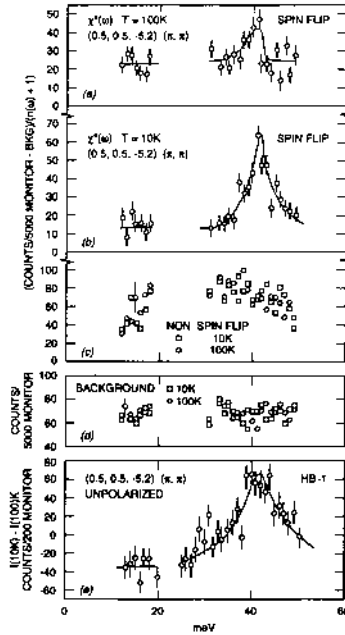 χ"(ω) T = 100K
SPIN FLIP
(0.5, 0.5, -5.2) (π, π)
50
40
30
20
10
0
(a)
χ"(ω) T = 10K
SPIN FLIP
(0.5, 0.5, -5.2) (π, π)
70
60
50
40
30
20
10
0
(b)
(COUNTS/5000 MONITOR - BKG)/(n(ω) + 1)
100
80
60
40
20
0
(c)
NON SPIN FLIP
10K
100K
COUNTS/
5000 MONITOR
100
80
60
40
BACKGROUND
10K
100K
(d)
I(10K) - I(100)K
COUNTS/200 MONITOR
80
60
40
20
0
-20
-40
-60
(0.5, 0.5, -5.2) (π, π)
HB-1
UNPOLARIZED
(e)
0
20
40
60
80
meV